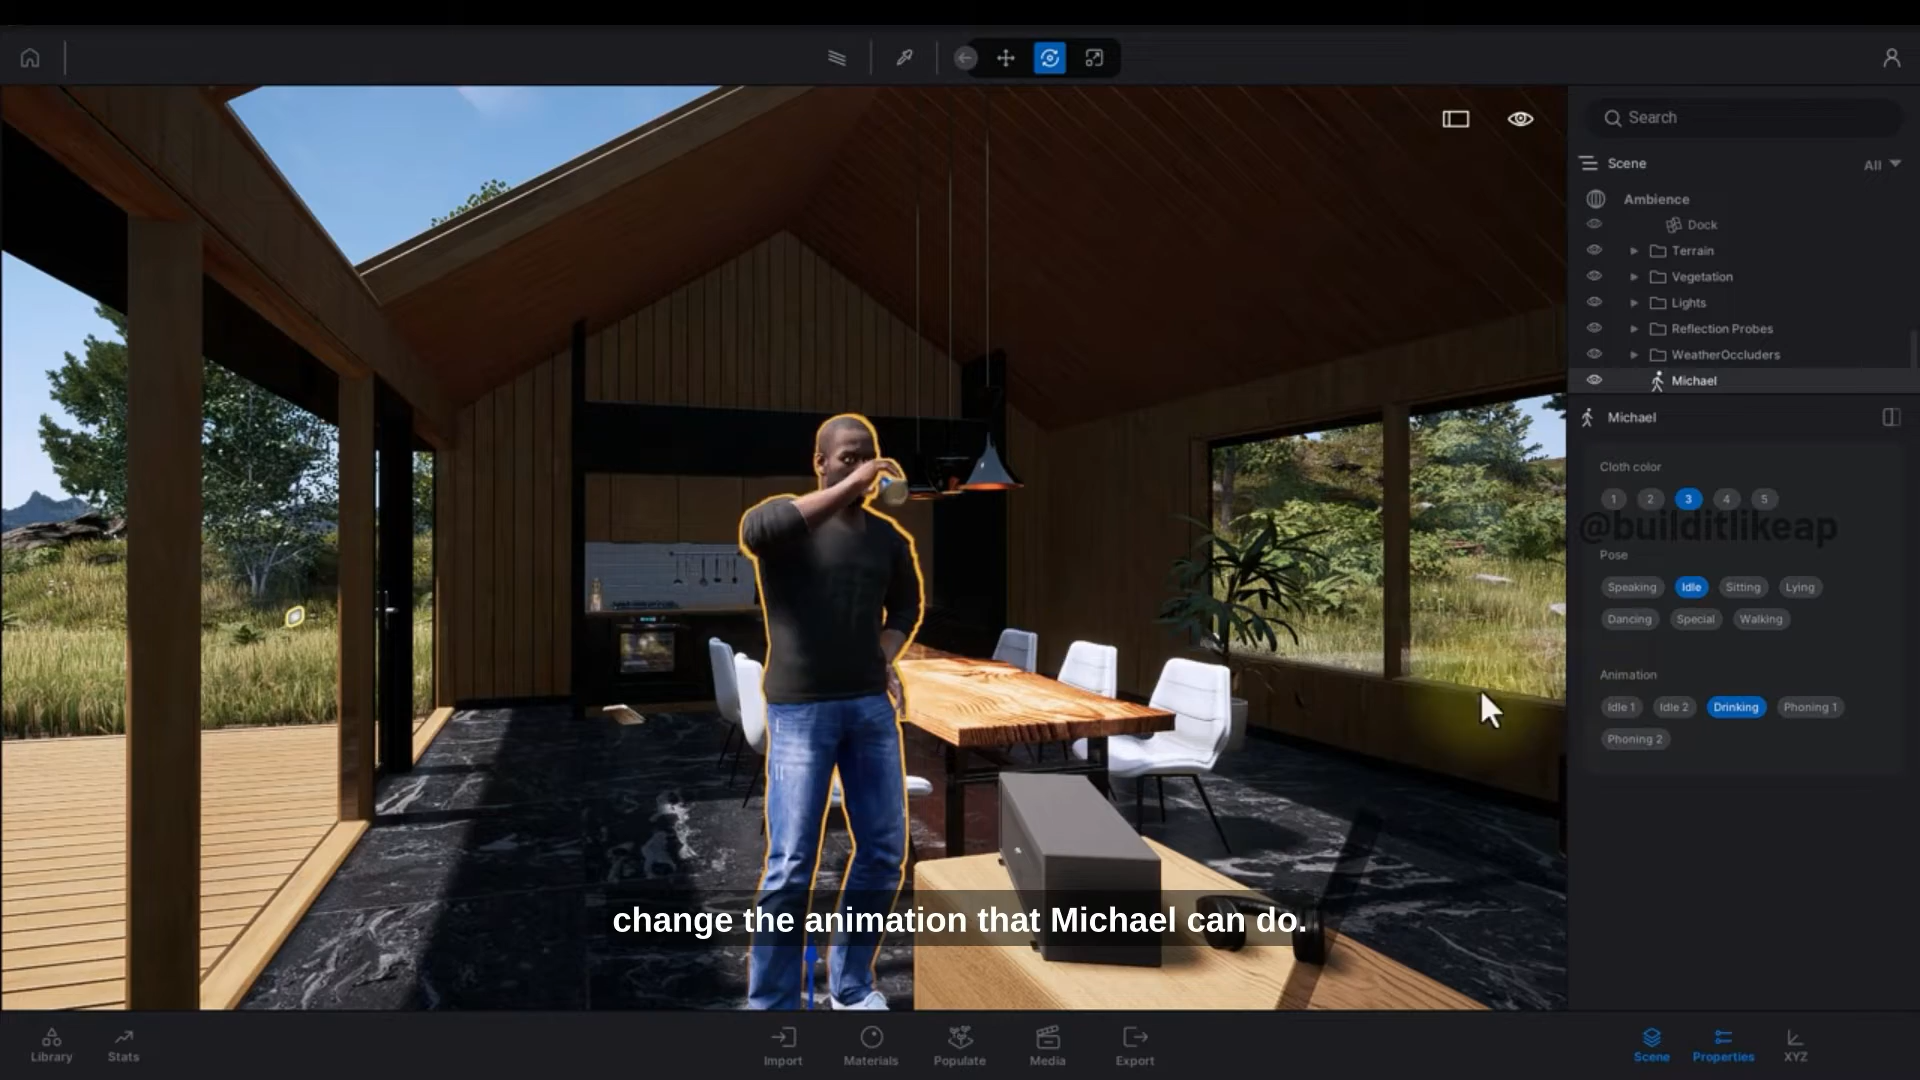 Search
Scene
All
Ambience
Dock
Terrain
Vegetation
Lights
Reflection Probes
WeatherOccluders
Michael
Michael
Cloth color
1 2 3 4 5
@builditlikeap
Pose
Speaking Idle Sitting Lying
Dancing Special Walking
Animation
Idle 1 Idle 2 Drinking Phoning 1
Phoning 2
change the animation that Michael can do.
Library Stats Import Materials Populate Media Export Scene Properties XYZ